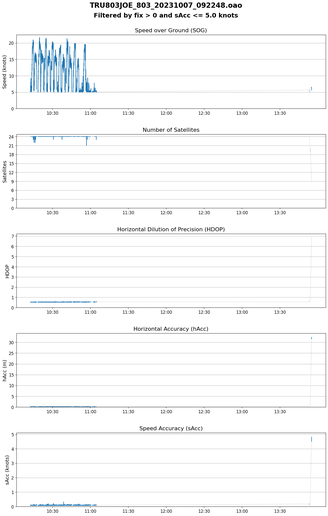 TRU803JOE_803_20231007_092248.oao
Filtered by fix > 0 and sAcc <= 5.0 knots
Speed over Ground (SOG)
Speed (knots)
20
15
10
5
0
10:30 11:00 11:30 12:00 12:30 13:00 13:30
Number of Satellites
Satellites
24
21
18
15
12
9
6
3
0
10:30 11:00 11:30 12:00 12:30 13:00 13:30
Horizontal Dilution of Precision (HDOP)
HDOP
7
6
5
4
3
2
1
0
10:30 11:00 11:30 12:00 12:30 13:00 13:30
Horizontal Accuracy (hAcc)
hAcc (m)
30
25
20
15
10
5
0
10:30 11:00 11:30 12:00 12:30 13:00 13:30
Speed Accuracy (sAcc)
sAcc (knots)
5
4
3
2
1
0
10:30 11:00 11:30 12:00 12:30 13:00 13:30